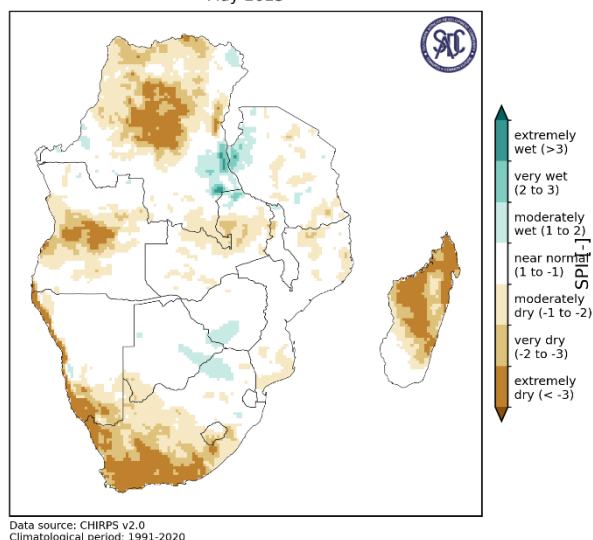 May
SADC
extremely
wet (>3)
very wet
(2 to 3)
moderately
wet (1 to 2)
near normal
(1 to -1)
moderately
dry (-1 to -2)
very dry
(-2 to -3)
extremely
dry (< -3)
SPI [-]
Data source: CHIRPS v2.0
Climatological period: 1991-2020